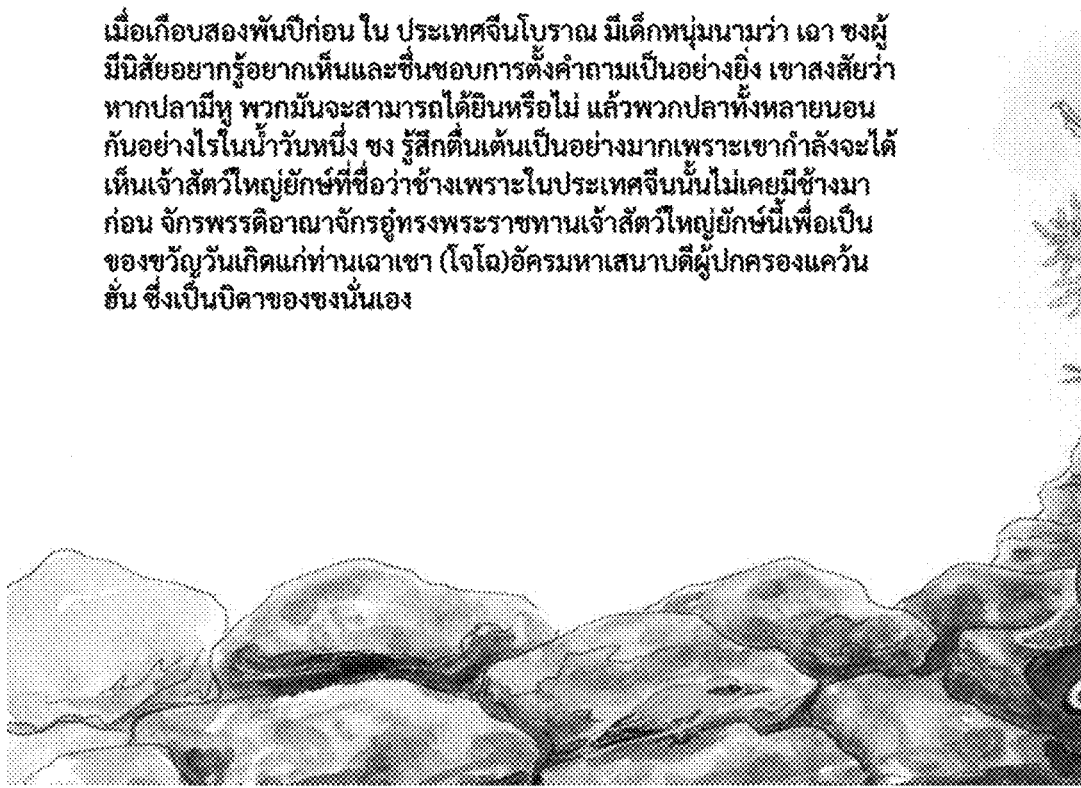 เมื่อเกือบสองพันปีก่อน ใน ประเทศจีนโบราณ มีเด็กหนุ่มนามว่า เฉา ชงผู้
มีนิสัยอยากรู้อยากเห็นและชื่นชอบการตั้งคำถามเป็นอย่างยิ่ง เขาสงสัยว่า
หากปลามีหู พวกมันจะสามารถได้ยินหรือไม่ แล้วพวกปลาทั้งหลายนอน
กันอย่างไรในน้ำวันหนึ่ง ชง รู้สึกตื่นเต้นเป็นอย่างมากเพราะเขากำลังจะได้
เห็นเจ้าสัตว์ใหญ่ยักษ์ที่ชื่อว่าช้างเพราะในประเทศจีนนั้นไม่เคยมีช้างมา
ก่อน จักรพรรดิอาณาจักรอู๋ทรงพระราชทานเจ้าสัตว์ใหญ่ยักษ์นี้เพื่อเป็น
ของขวัญวันเกิดแก่ท่านเฉาเชา (โจโฉ)อัครมหาเสนาบดีผู้ปกครองแคว้น
ฮั่น ซึ่งเป็นบิดาของชงนั่นเอง